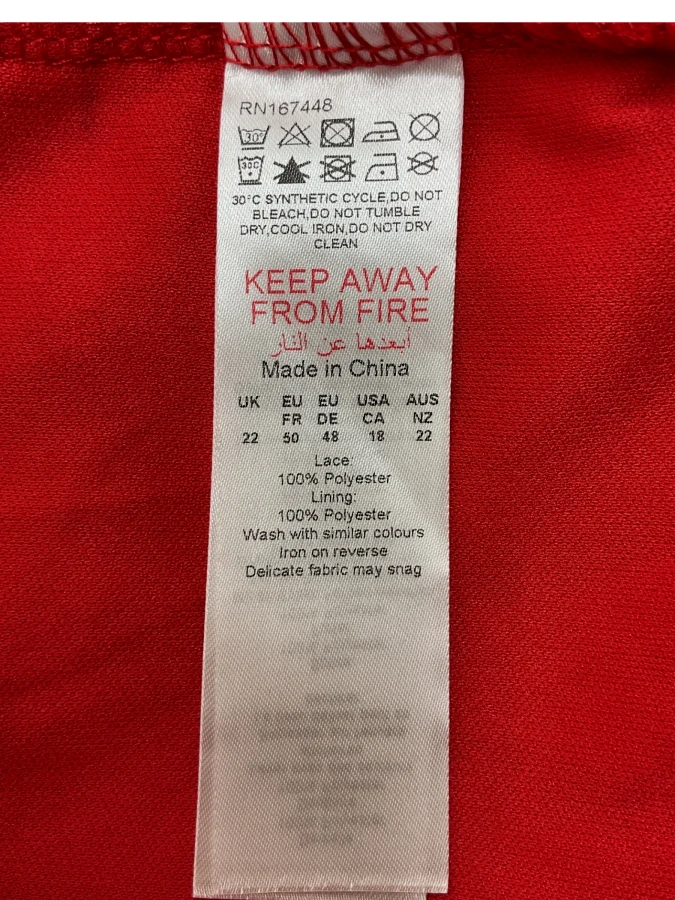 RN167448
30°
30C
30°C SYNTHETIC CYCLE,DO NOT
BLEACH,DO NOT TUMBLE
DRY,COOL IRON,DO NOT DRY
CLEAN
KEEP AWAY
FROM FIRE
أبعدها عن النار
Made in China
UK EU EU USA AUS
FR DE CA NZ
22 50 48 18 22
Lace:
100% Polyester
Lining:
100% Polyester
Wash with similar colours
Iron on reverse
Delicate fabric may snag